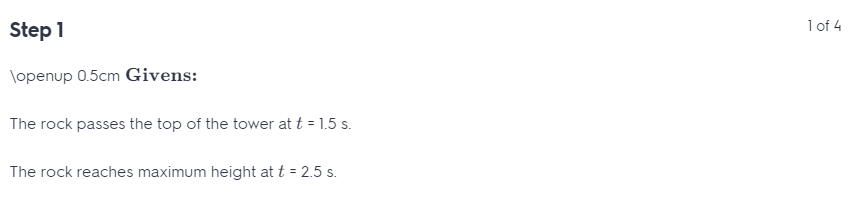 Step 1
1 of 4
\openup 0.5cm Givens:
The rock passes the top of the tower at t = 1.5 s.
The rock reaches maximum height at t = 2.5 s.